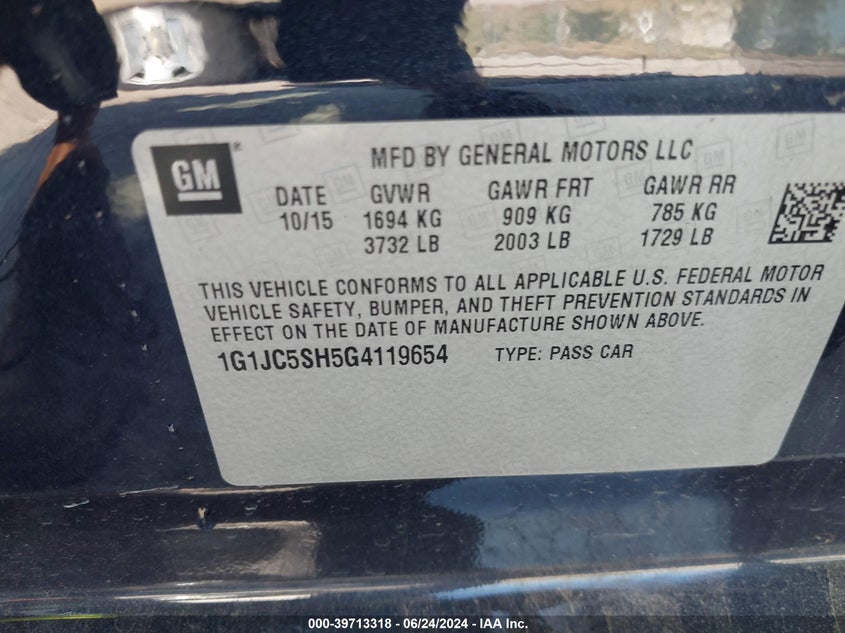 GM
MFD BY GENERAL MOTORS LLC
DATE GVWR GAWR FRT GAWR RR
10/15 1694 KG 909 KG 785 KG
3732 LB 2003 LB 1729 LB
THIS VEHICLE CONFORMS TO ALL APPLICABLE U.S. FEDERAL MOTOR
VEHICLE SAFETY, BUMPER, AND THEFT PREVENTION STANDARDS IN
EFFECT ON THE DATE OF MANUFACTURE SHOWN ABOVE.
1G1JC5SH5G4119654 TYPE: PASS CAR
000-39713318 - 06/24/2024 - IAA Inc.